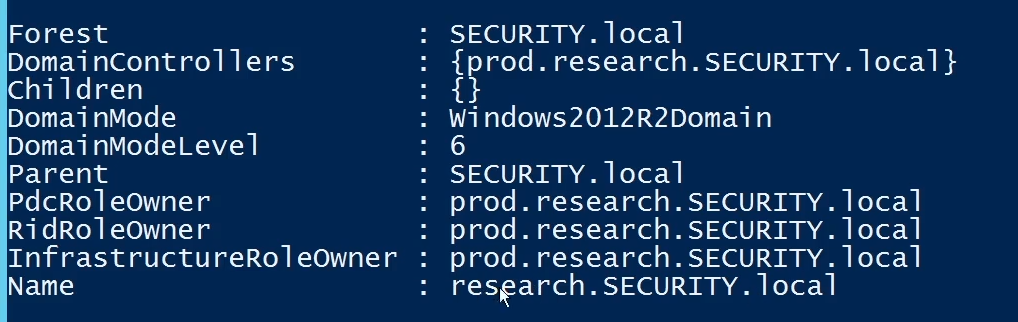 Forest : SECURITY.local
DomainControllers : {prod.research.SECURITY.local}
Children : {}
DomainMode : Windows2012R2Domain
DomainModeLevel : 6
Parent : SECURITY.local
PdcRoleOwner : prod.research.SECURITY.local
RidRoleOwner : prod.research.SECURITY.local
InfrastructureRoleOwner : prod.research.SECURITY.local
Name : research.SECURITY.local